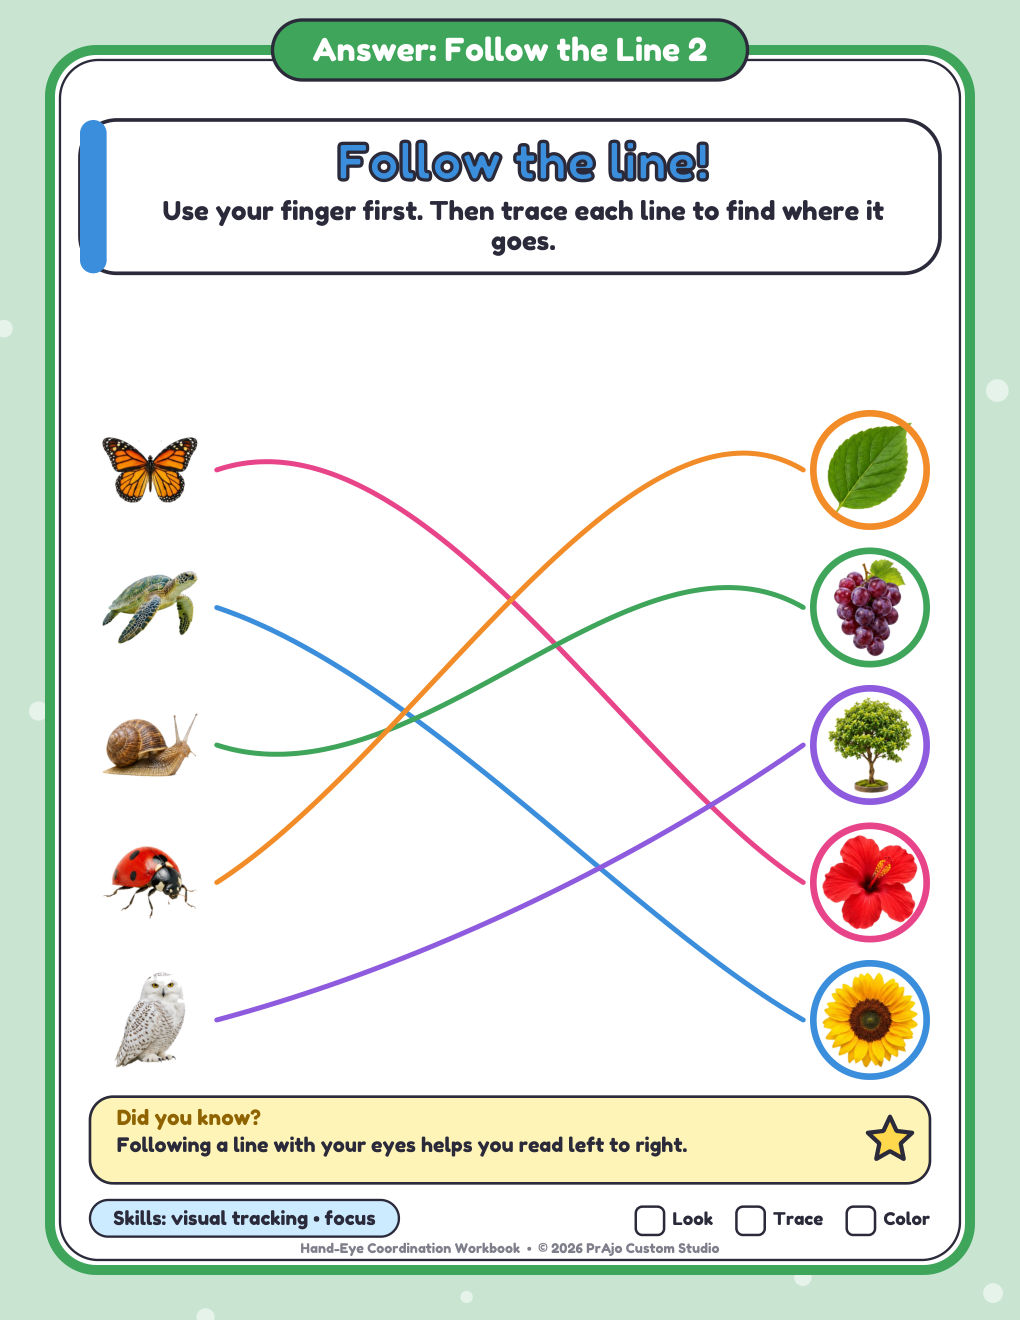 Answer: Follow the Line 2
Follow the line!
Use your finger first. Then trace each line to find where it
goes.
Did you know?
Following a line with your eyes helps you read left to right.
Skills: visual tracking • focus
Look
Trace
Color
Hand-Eye Coordination Workbook • © 2026 PrAjo Custom Studio